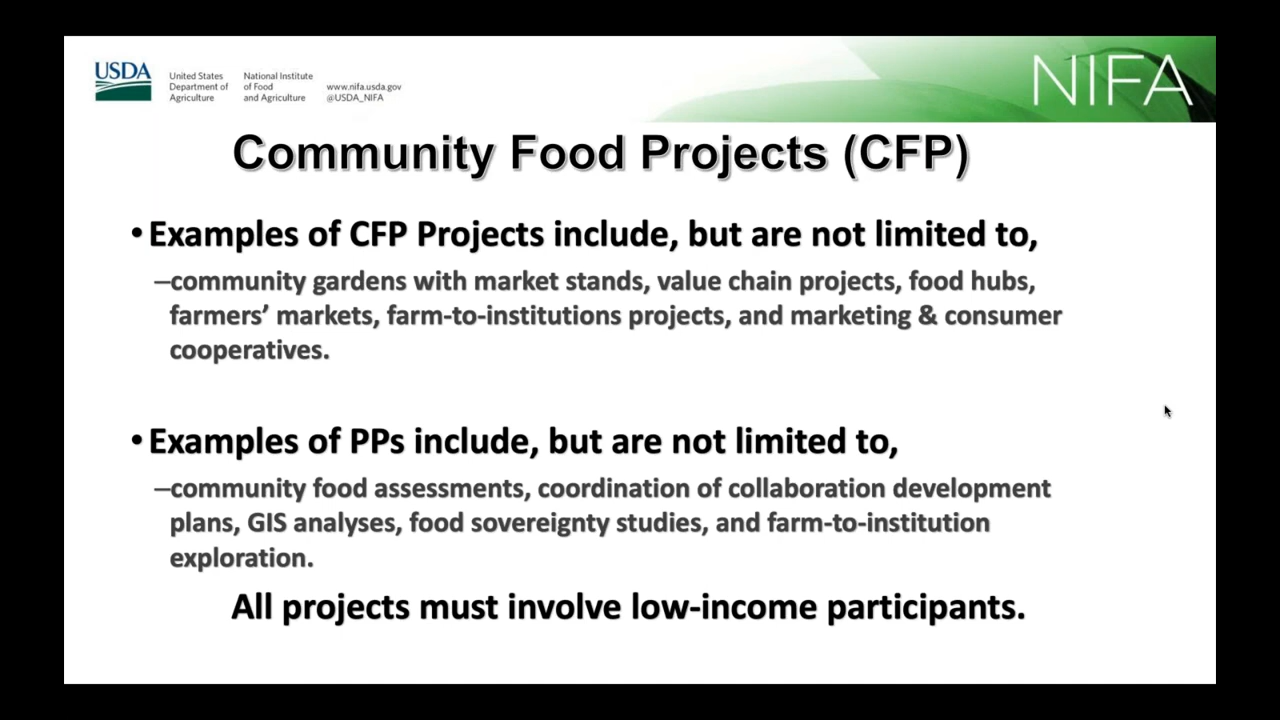 USDA
United States
Department of
Agriculture
National Institute
of Food
and Agriculture
www.nifa.usda.gov
@USDA_NIFA
NIFA
Community Food Projects (CFP)
•Examples of CFP Projects include, but are not limited to,
–community gardens with market stands, value chain projects, food hubs,
farmers’ markets, farm-to-institutions projects, and marketing & consumer
cooperatives.
•Examples of PPs include, but are not limited to,
–community food assessments, coordination of collaboration development
plans, GIS analyses, food sovereignty studies, and farm-to-institution
exploration.
All projects must involve low-income participants.